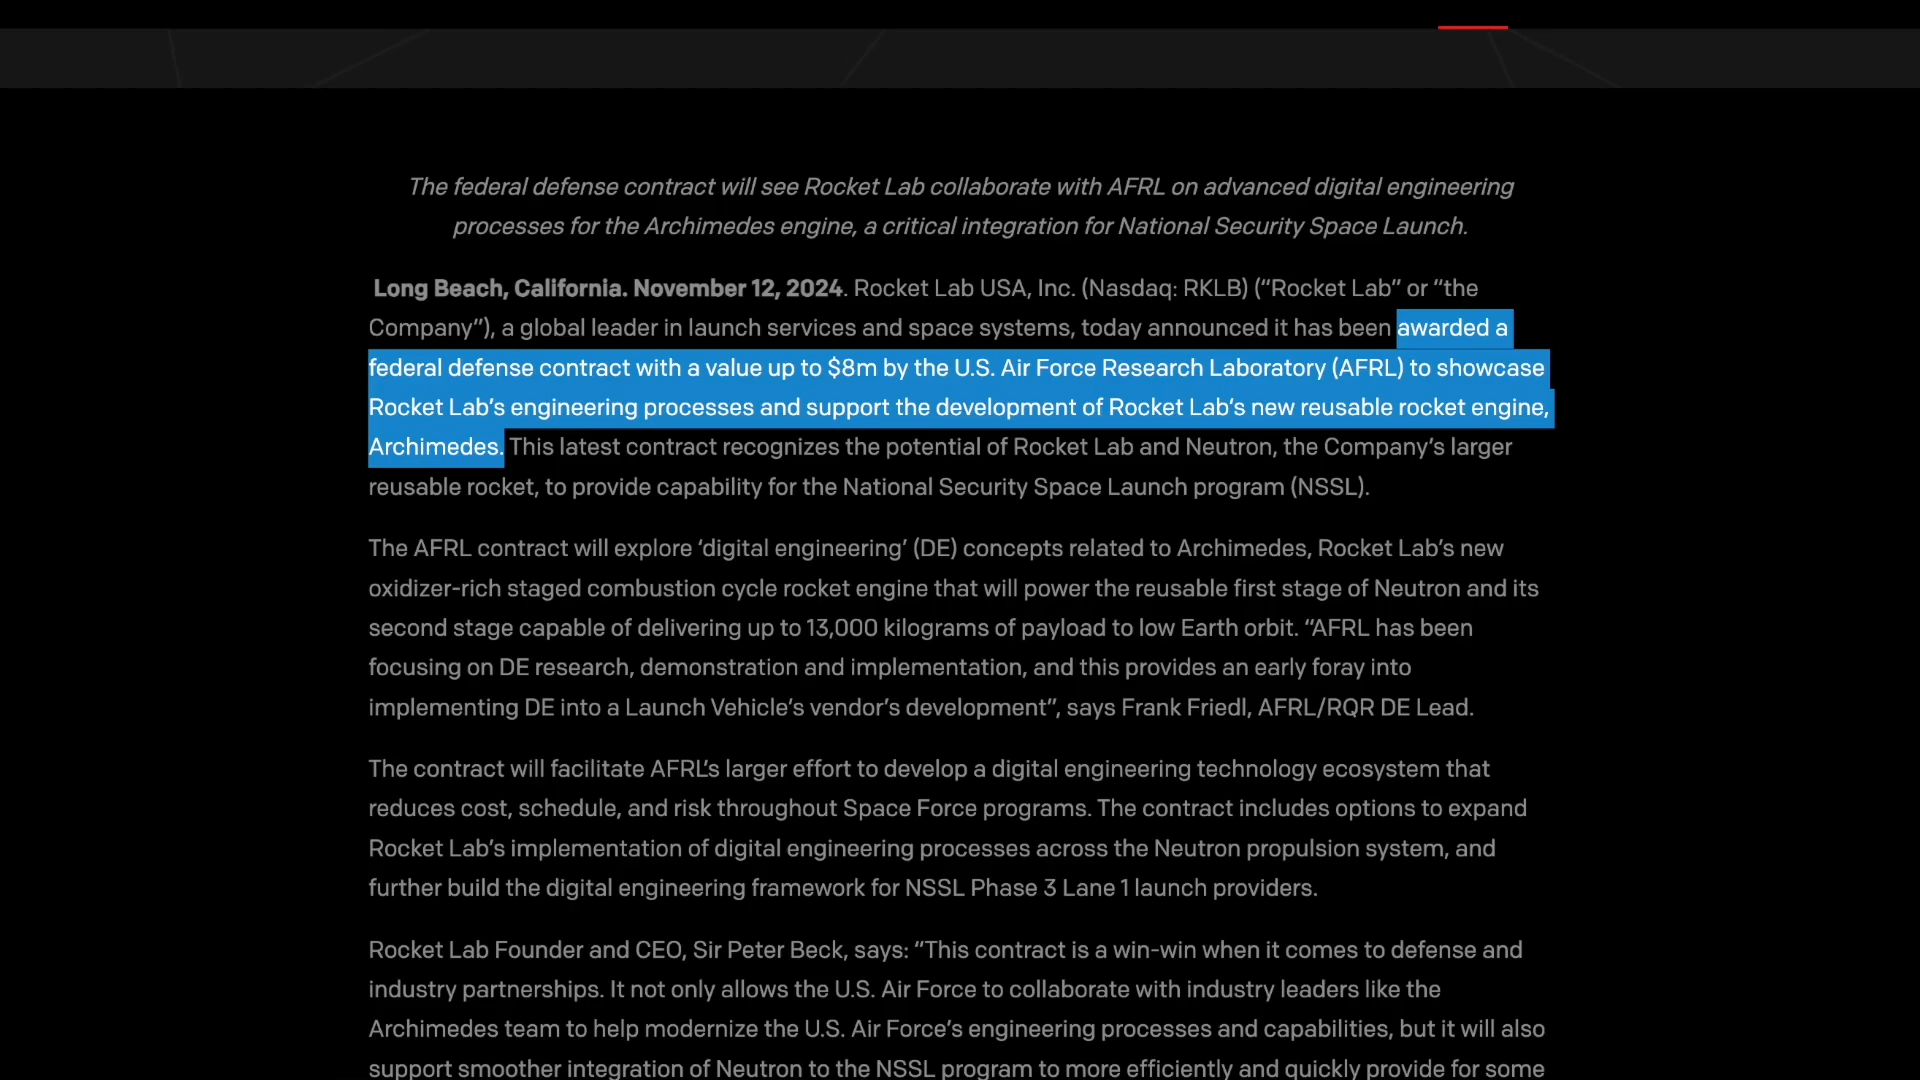 The federal defense contract will see Rocket Lab collaborate with AFRL on advanced digital engineering
processes for the Archimedes engine, a critical integration for National Security Space Launch.
Long Beach, California. November 12, 2024. Rocket Lab USA, Inc. (Nasdaq: RKLB) (“Rocket Lab” or “the
Company”), a global leader in launch services and space systems, today announced it has been awarded a
federal defense contract with a value up to $8m by the U.S. Air Force Research Laboratory (AFRL) to showcase
Rocket Lab’s engineering processes and support the development of Rocket Lab’s new reusable rocket engine,
Archimedes. This latest contract recognizes the potential of Rocket Lab and Neutron, the Company’s larger
reusable rocket, to provide capability for the National Security Space Launch program (NSSL).
The AFRL contract will explore ‘digital engineering’ (DE) concepts related to Archimedes, Rocket Lab’s new
oxidizer-rich staged combustion cycle rocket engine that will power the reusable first stage of Neutron and its
second stage capable of delivering up to 13,000 kilograms of payload to low Earth orbit. “AFRL has been
focusing on DE research, demonstration and implementation, and this provides an early foray into
implementing DE into a Launch Vehicle’s vendor’s development”, says Frank Friedl, AFRL/RQR DE Lead.
The contract will facilitate AFRL’s larger effort to develop a digital engineering technology ecosystem that
reduces cost, schedule, and risk throughout Space Force programs. The contract includes options to expand
Rocket Lab’s implementation of digital engineering processes across the Neutron propulsion system, and
further build the digital engineering framework for NSSL Phase 3 Lane 1 launch providers.
Rocket Lab Founder and CEO, Sir Peter Beck, says: “This contract is a win-win when it comes to defense and
industry partnerships. It not only allows the U.S. Air Force to collaborate with industry leaders like the
Archimedes team to help modernize the U.S. Air Force’s engineering processes and capabilities, but it will also
support smoother integration of Neutron to the NSSL program to more efficiently and quickly provide for some